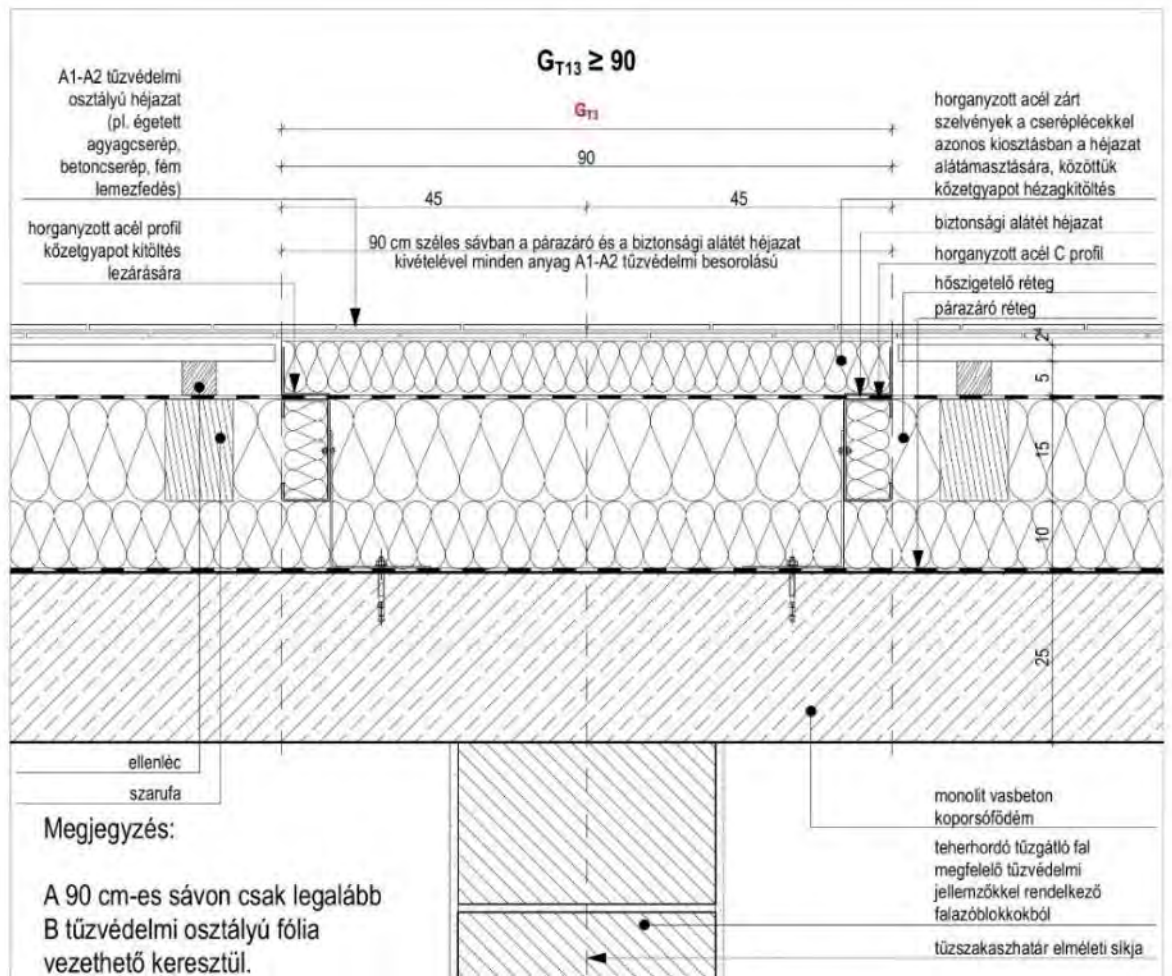 G_T13 ≥ 90
A1-A2 tűzvédelmi
osztályú héjazat
(pl. égetett
agyagcserép,
betoncserép, fém
lemezfedés)
horganyzott acél profil
kőzetgyapot kitöltés
lezárására
G_T3
90
45
45
90 cm széles sávban a párazáró és a biztonsági alátét héjazat
kivételével minden anyag A1-A2 tűzvédelmi besorolású
horganyzott acél zárt
szelvények a cseréplécekkel
azonos kiosztásban a héjazat
alátámasztására, közöttük
kőzetgyapot hézagkitöltés
biztonsági alátét héjazat
horganyzott acél C profil
hőszigetelő réteg
párazáró réteg
5
15
10
25
ellenléc
szarufa
Megjegyzés:
A 90 cm-es sávon csak legalább
B tűzvédelmi osztályú fólia
vezethető keresztül.
monolit vasbeton
koporsófödém
teherhordó tűzgátló fal
megfelelő tűzvédelmi
jellemzőkkel rendelkező
falazóblokkokból
tűzszakaszhatár elméleti síkja